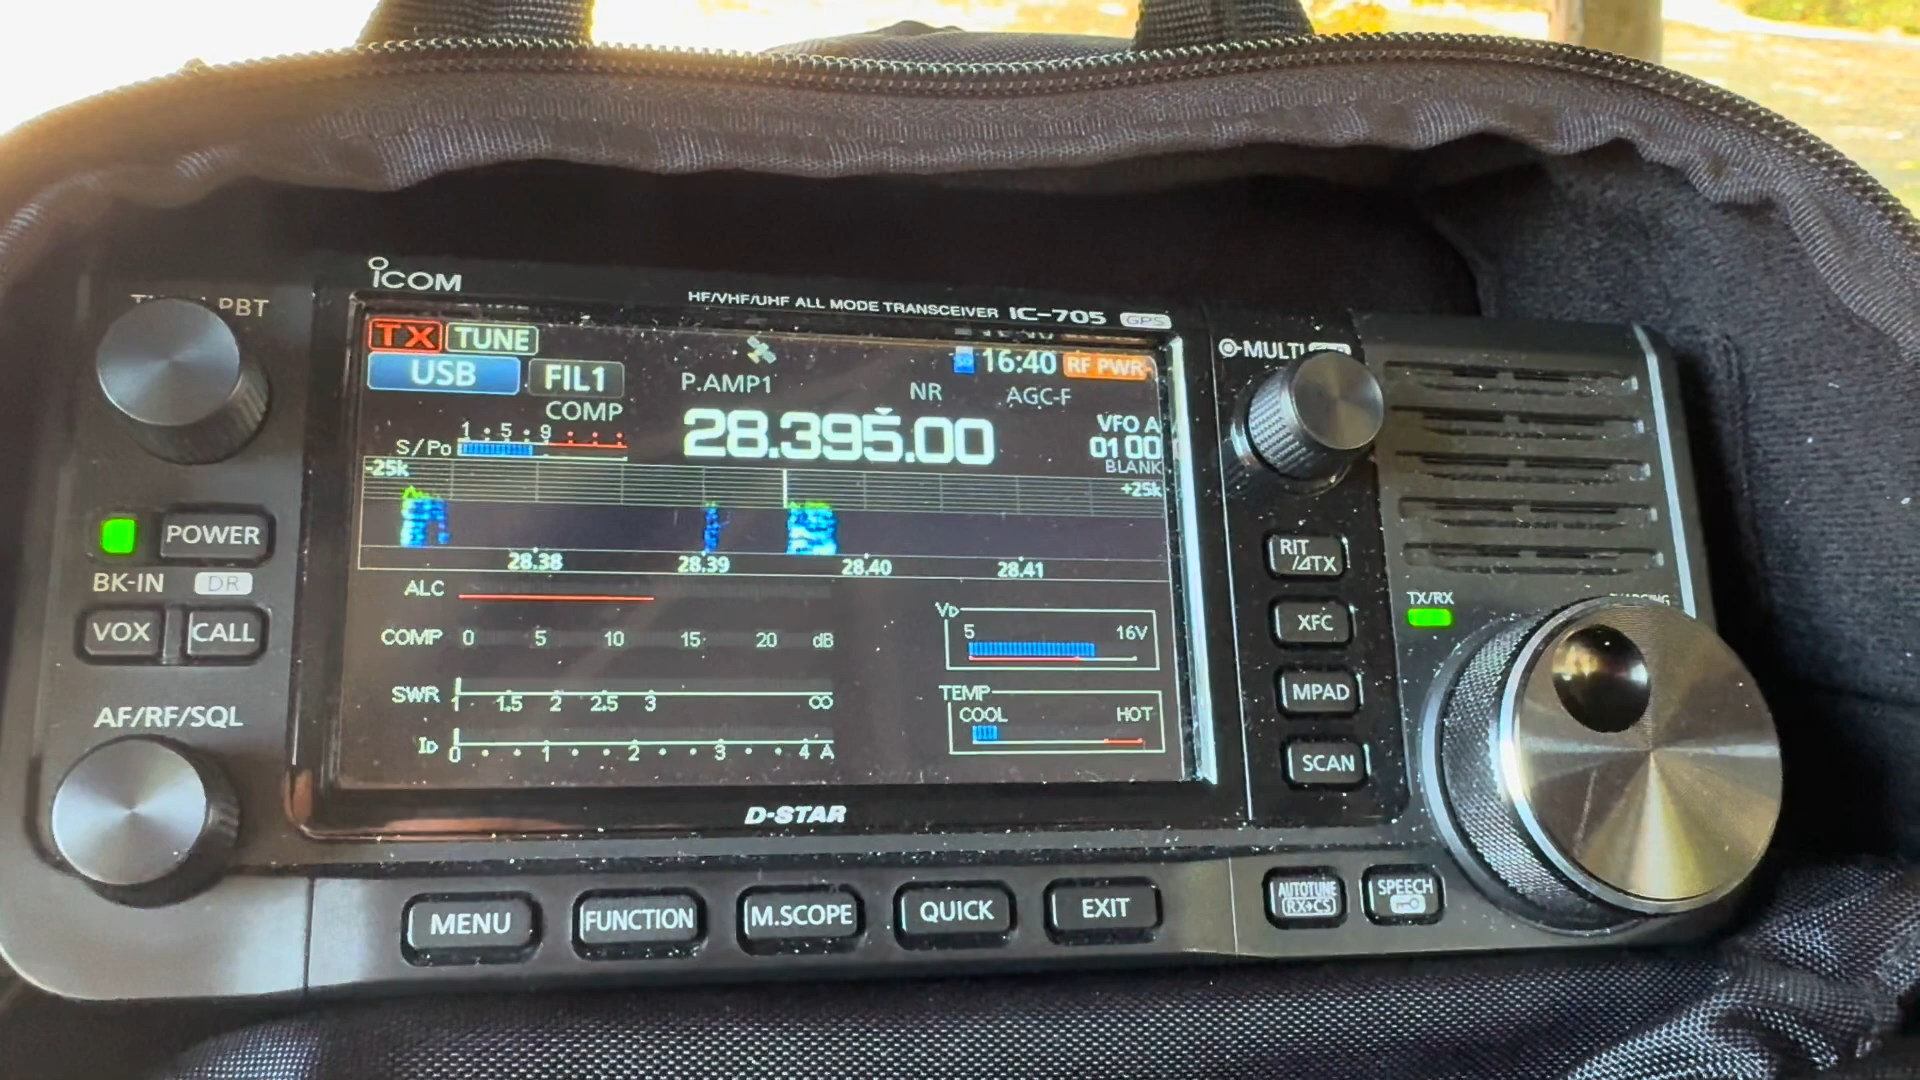 ICOM
HF/VHF/UHF ALL MODE TRANSCEIVER IC-705 GPS
PBT
TX TUNE
16:40 RF PWR
USB FIL1
P.AMP1 NR AGC-F
COMP
28.395.00
VFO A
01 00
BLANK
S/Po 1 5 9
-25k
+25k
28.38 28.39 28.40 28.41
ALC
COMP 0 5 10 15 20 dB
SWR 1 1.5 2 2.5 3 ∞
ID 0 1 2 3 4 A
VD
5 16V
TEMP
COOL HOT
D-STAR
POWER
BK-IN DR
VOX CALL
AF/RF/SQL
MULTI
RIT
/ΔTX
XFC
MPAD
SCAN
TX/RX
MENU FUNCTION M.SCOPE QUICK EXIT
AUTOTUNE
RX→CS
SPEECH